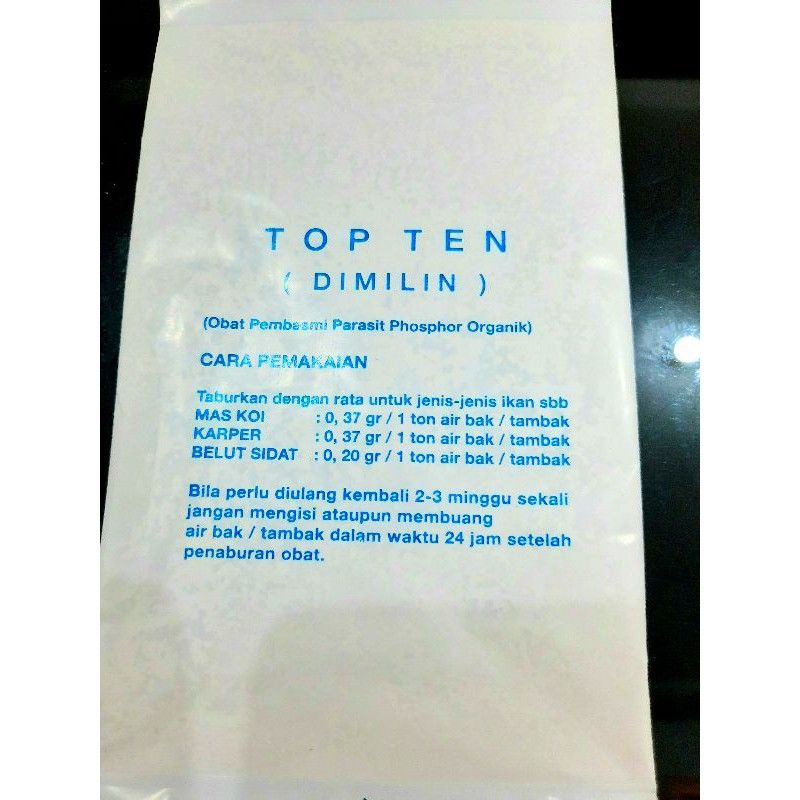 TOP TEN
( DIMILIN )
(Obat Pembasmi Parasit Phosphor Organik)
CARA PEMAKAIAN
Taburkan dengan rata untuk jenis-jenis ikan sbb
MAS KOI : 0, 37 gr / 1 ton air bak / tambak
KARPER : 0, 37 gr / 1 ton air bak / tambak
BELUT SIDAT : 0, 20 gr / 1 ton air bak / tambak
Bila perlu diulang kembali 2-3 minggu sekali
jangan mengisi ataupun membuang
air bak / tambak dalam waktu 24 jam setelah
penaburan obat.